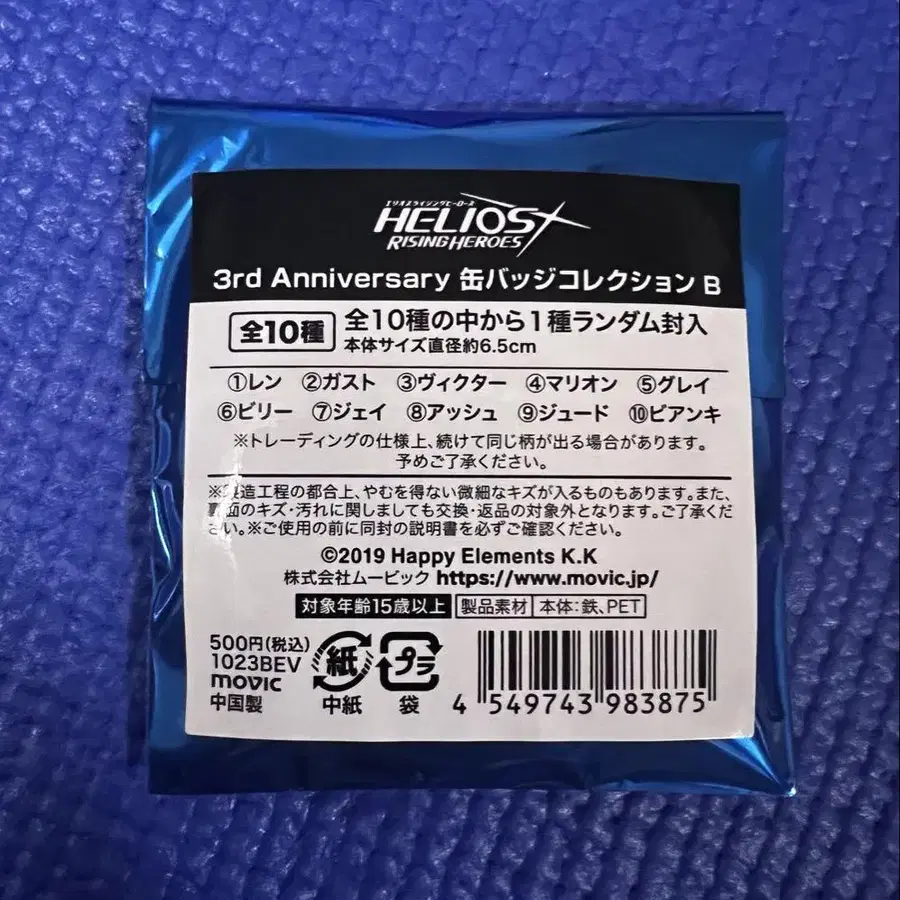 エリオスライジングヒーローズ
HELIOS
RISING HEROES
3rd Anniversary 缶バッジコレクション B
全10種 全10種の中から1種ランダム封入
本体サイズ直径約6.5cm
①レン ②ガスト ③ヴィクター ④マリオン ⑤グレイ
⑥ビリー ⑦ジェイ ⑧アッシュ ⑨ジュード ⑩ビアンキ
※トレーディングの仕様上、続けて同じ柄が出る場合があります。
予めご了承ください。
※製造工程の都合上、やむを得ない微細なキズが入るものもあります。また、
裏面のキズ・汚れに関しましても交換・返品の対象外となります。ご了承くだ
さい。※ご使用の前に同封の説明書を必ずご確認ください。
©2019 Happy Elements K.K
株式会社ムービック https://www.movic.jp/
対象年齢15歳以上 製品素材 本体:鉄、PET
500円(税込)
1023BEV
movic
中国製
紙
中紙
プラ
袋
4 549743 983875